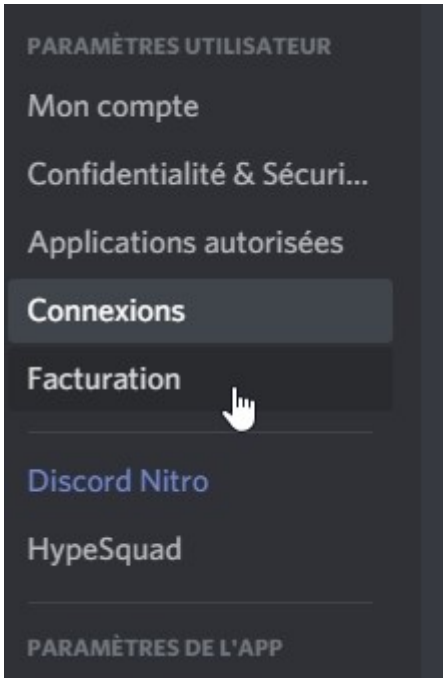 PARAMÈTRES UTILISATEUR
Mon compte
Confidentialité & Sécuri...
Applications autorisées
Connexions
Facturation
Discord Nitro
HypeSquad
PARAMÈTRES DE L'APP